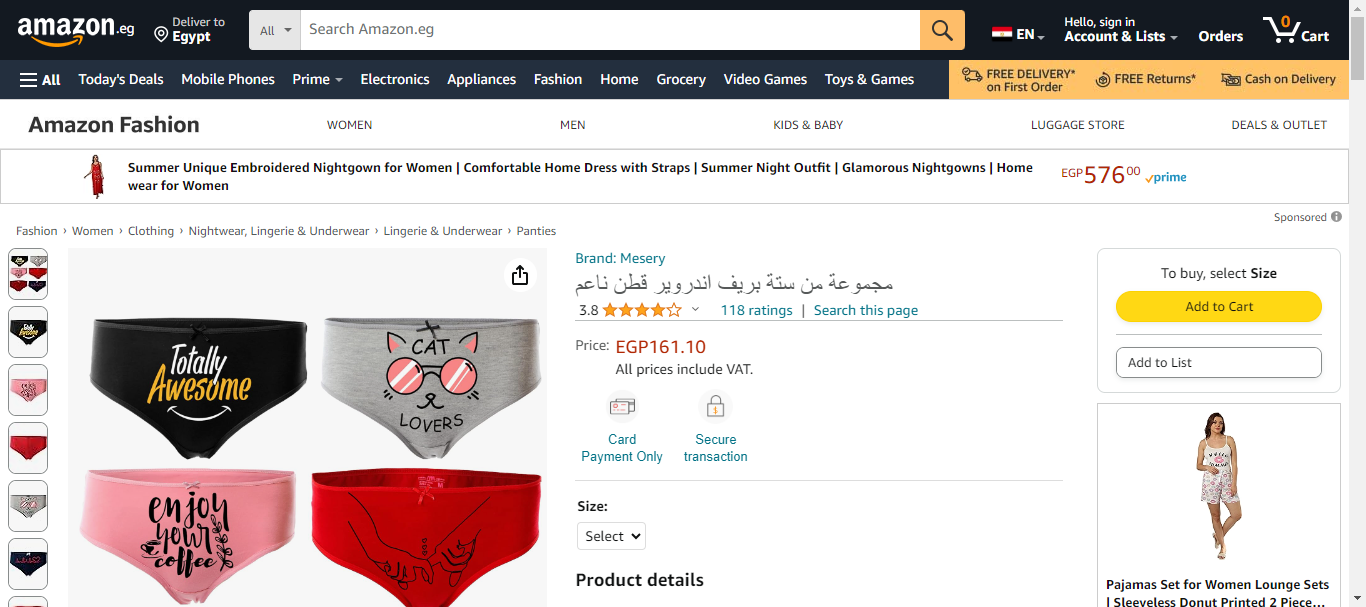 amazon.eg
Deliver to
Egypt
All
Search Amazon.eg
EN
Hello, sign in
Account & Lists
Orders
0
Cart
All
Today's Deals
Mobile Phones
Prime
Electronics
Appliances
Fashion
Home
Grocery
Video Games
Toys & Games
FREE DELIVERY*
on First Order
FREE Returns*
Cash on Delivery
Amazon Fashion
WOMEN
MEN
KIDS & BABY
LUGGAGE STORE
DEALS & OUTLET
Summer Unique Embroidered Nightgown for Women | Comfortable Home Dress with Straps | Summer Night Outfit | Glamorous Nightgowns | Home
wear for Women
EGP57600
prime
Sponsored
Fashion › Women › Clothing › Nightwear, Lingerie & Underwear › Lingerie & Underwear › Panties
Totally
Awesome
CAT
LOVERS
enjoy
your
coffee
Brand: Mesery
مجموعة من ستة بريف اندروير قطن ناعم
3.8
118 ratings | Search this page
Price: EGP161.10
All prices include VAT.
Card
Payment Only
Secure
transaction
Size:
Select
Product details
To buy, select Size
Add to Cart
Add to List
Pajamas Set for Women Lounge Sets
| Sleeveless Donut Printed 2 Piece...